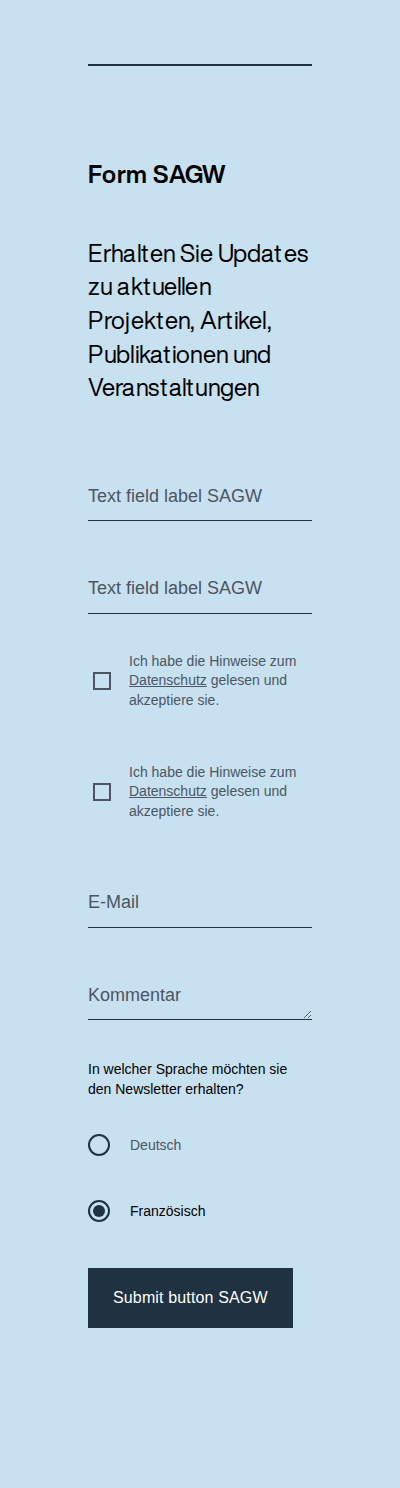 Form SAGW
Erhalten Sie Updates
zu aktuellen
Projekten, Artikel,
Publikationen und
Veranstaltungen
Text field label SAGW
Text field label SAGW
Ich habe die Hinweise zum
Datenschutz gelesen und
akzeptiere sie.
Ich habe die Hinweise zum
Datenschutz gelesen und
akzeptiere sie.
E-Mail
Kommentar
In welcher Sprache möchten sie
den Newsletter erhalten?
Deutsch
Französisch
Submit button SAGW